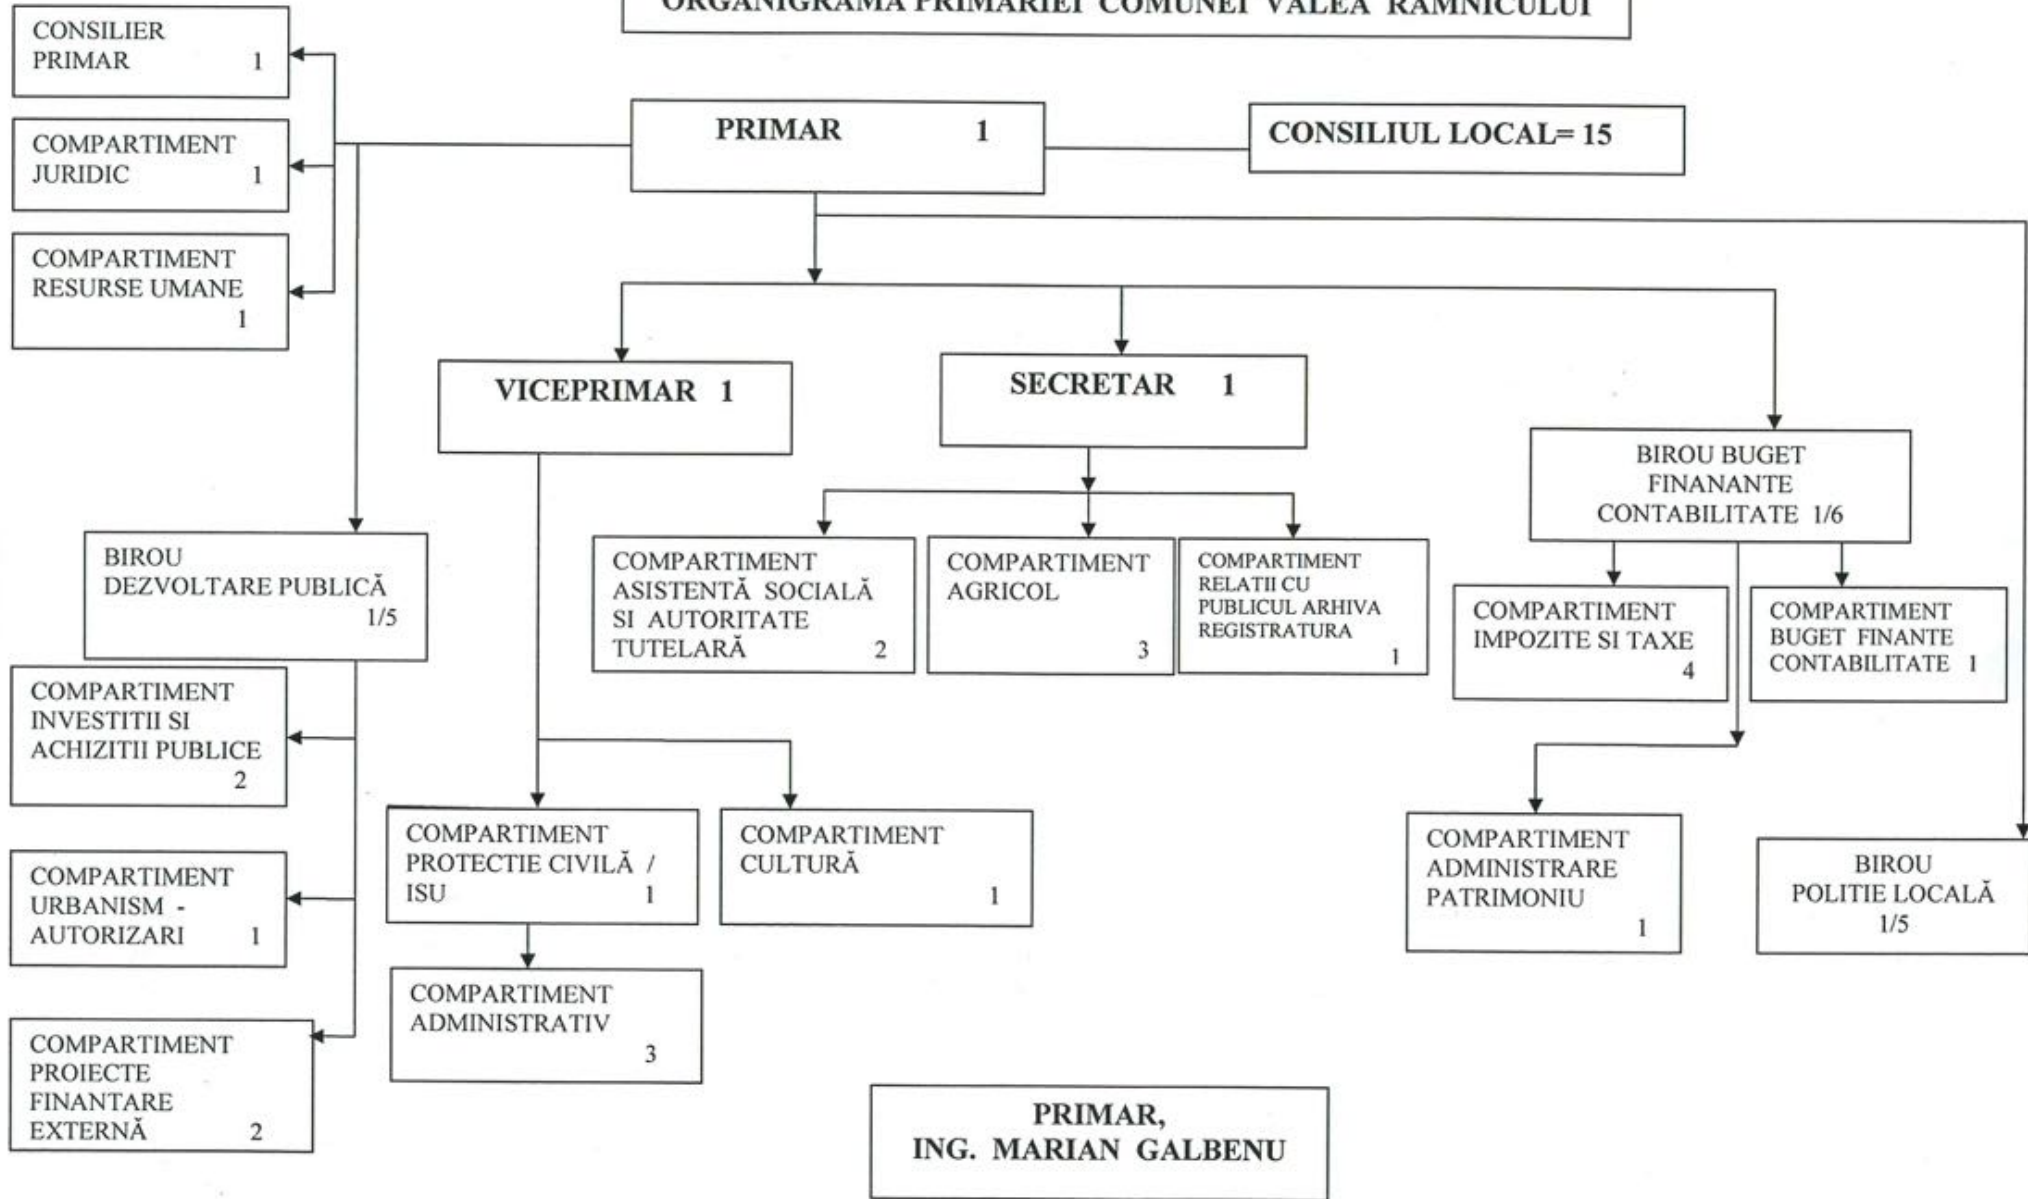 ORGANIGRAMA PRIMARIEI COMUNEI VALEA RAMNICULUI
CONSILIER
PRIMAR 1
COMPARTIMENT
JURIDIC 1
COMPARTIMENT
RESURSE UMANE
1
PRIMAR 1
CONSILIUL LOCAL= 15
VICEPRIMAR 1
SECRETAR 1
BIROU BUGET
FINANANTE
CONTABILITATE 1/6
BIROU
DEZVOLTARE PUBLICĂ
1/5
COMPARTIMENT
ASISTENTĂ SOCIALĂ
SI AUTORITATE
TUTELARĂ 2
COMPARTIMENT
AGRICOL
3
COMPARTIMENT
RELATII CU
PUBLICUL ARHIVA
REGISTRATURA
1
COMPARTIMENT
IMPOZITE SI TAXE
4
COMPARTIMENT
BUGET FINANTE
CONTABILITATE 1
COMPARTIMENT
INVESTITII SI
ACHIZITII PUBLICE
2
COMPARTIMENT
URBANISM -
AUTORIZARI 1
COMPARTIMENT
PROIECTE
FINANTARE
EXTERNĂ 2
COMPARTIMENT
PROTECTIE CIVILĂ /
ISU 1
COMPARTIMENT
CULTURĂ
1
COMPARTIMENT
ADMINISTRATIV
3
COMPARTIMENT
ADMINISTRARE
PATRIMONIU
1
BIROU
POLITIE LOCALĂ
1/5
PRIMAR,
ING. MARIAN GALBENU